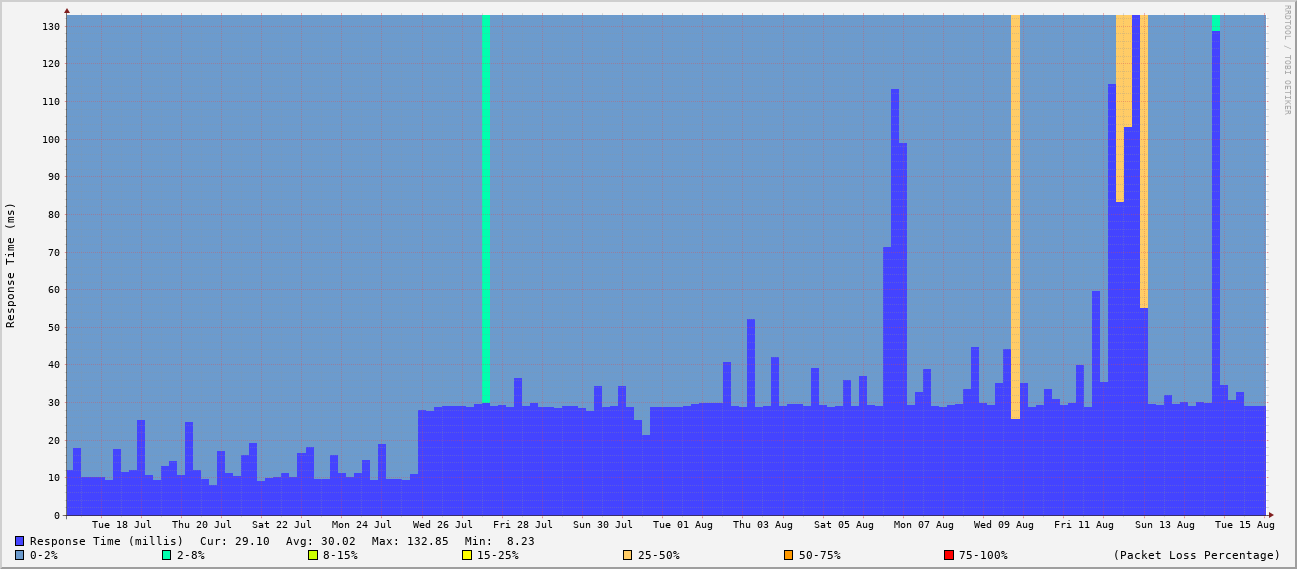 RRDTOOL / TOBI OETIKER
Response Time (ms)
130
120
110
100
90
80
70
60
50
40
30
20
10
0
Tue 18 Jul Thu 20 Jul Sat 22 Jul Mon 24 Jul Wed 26 Jul Fri 28 Jul Sun 30 Jul Tue 01 Aug Thu 03 Aug Sat 05 Aug Mon 07 Aug Wed 09 Aug Fri 11 Aug Sun 13 Aug Tue 15 Aug
Response Time (millis) Cur: 29.10 Avg: 30.02 Max: 132.85 Min: 8.23
0-2% 2-8% 8-15% 15-25% 25-50% 50-75% 75-100% (Packet Loss Percentage)